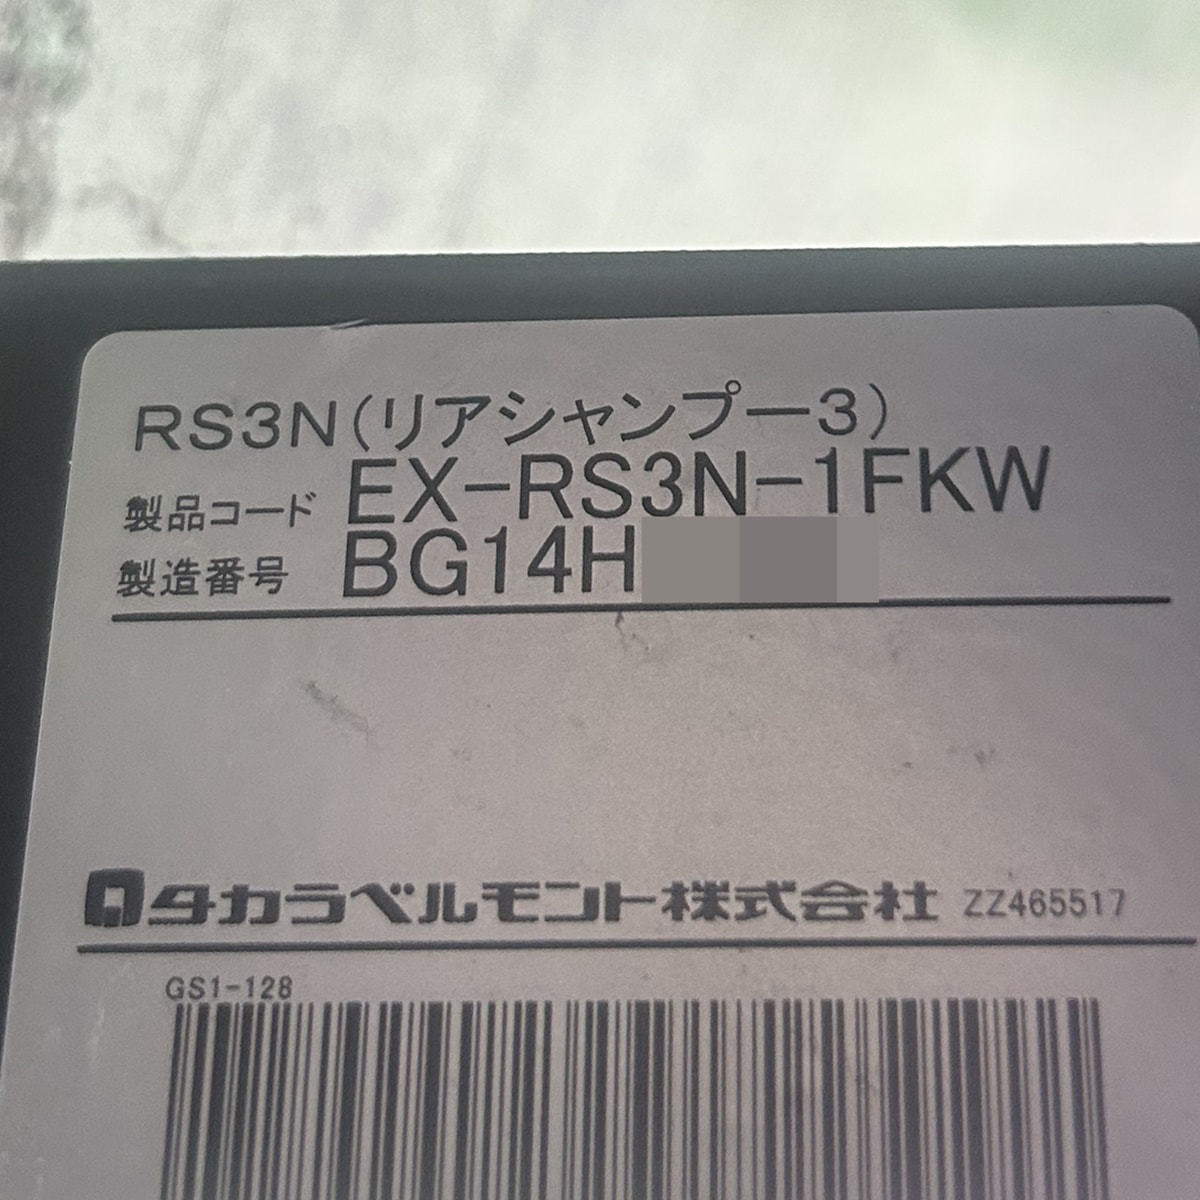 RS3N(リアシャンプー3)
製品コード EX-RS3N-1FKW
製造番号 BG14H
タカラベルモント株式会社 ZZ465517
GS1-128